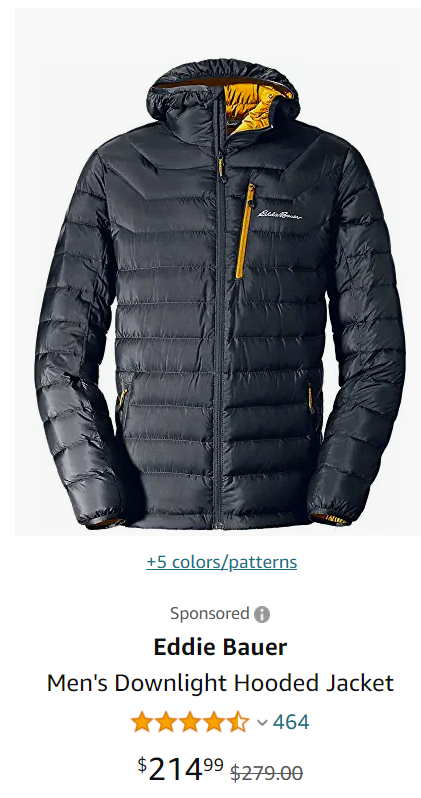 Eddie Bauer
+5 colors/patterns
Sponsored
Eddie Bauer
Men's Downlight Hooded Jacket
464
$214.99 $279.00